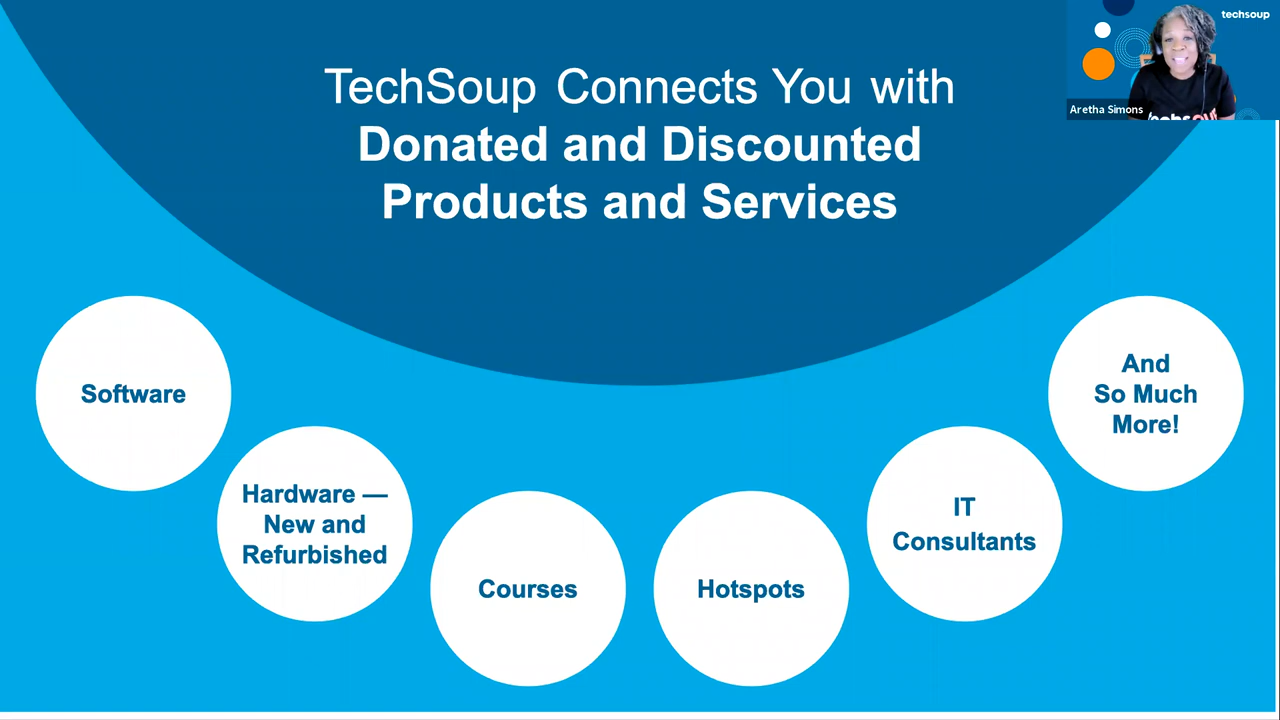 TechSoup Connects You with
Donated and Discounted
Products and Services
techsoup
Aretha Simons
Software
Hardware —
New and
Refurbished
Courses
Hotspots
IT
Consultants
And
So Much
More!